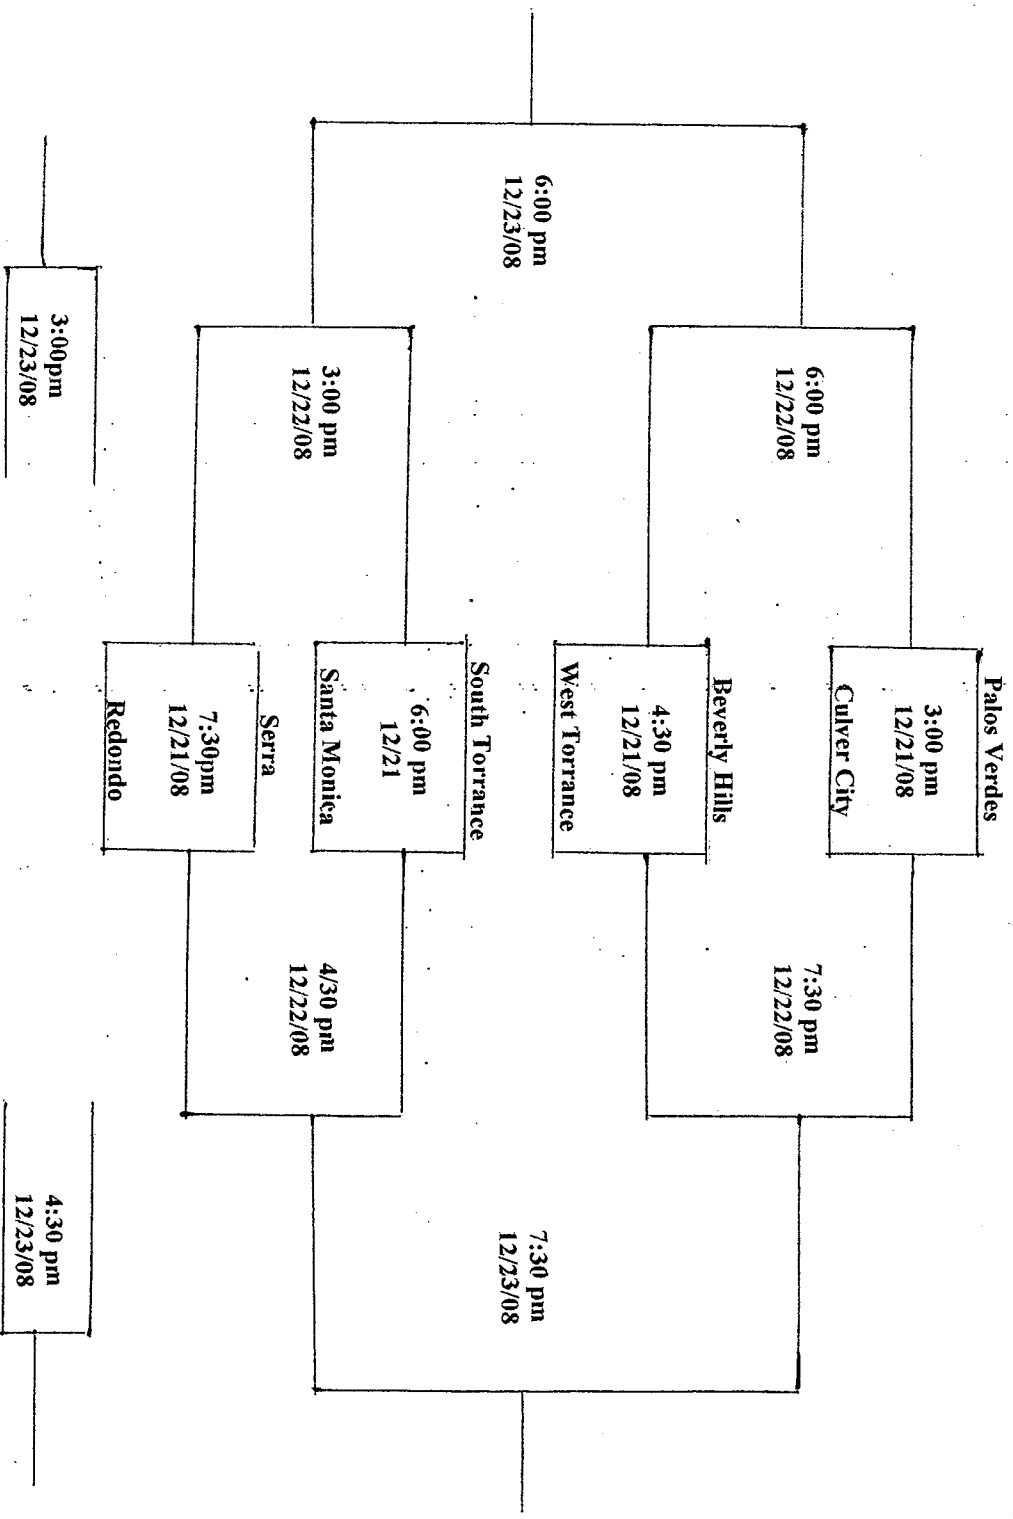 Palos Verdes
3:00 pm
12/21/08
Culver City
6:00 pm
12/22/08
7:30 pm
12/22/08
Beverly Hills
4:30 pm
12/21/08
West Torrance
6:00 pm
12/23/08
7:30 pm
12/23/08
South Torrance
6:00 pm
12/21
Santa Monica
3:00 pm
12/22/08
4/30 pm
12/22/08
Serra
7:30pm
12/21/08
Redondo
3:00pm
12/23/08
4:30 pm
12/23/08